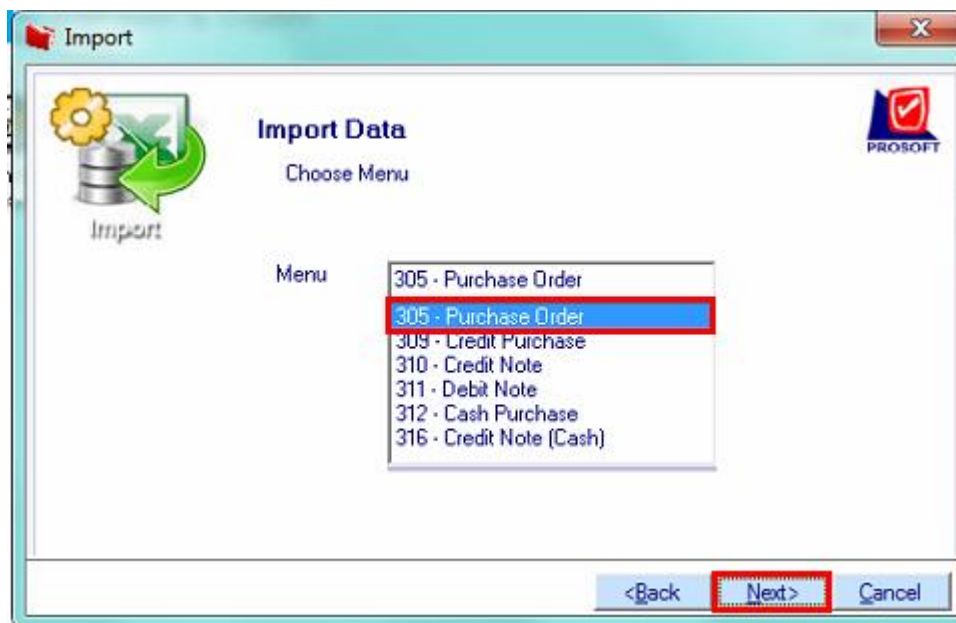 Import
Import Data
Choose Menu
PROSOFT
Import
Menu
305 - Purchase Order
305 - Purchase Order
309 - Credit Purchase
310 - Credit Note
311 - Debit Note
312 - Cash Purchase
316 - Credit Note (Cash)
<Back
Next>
Cancel